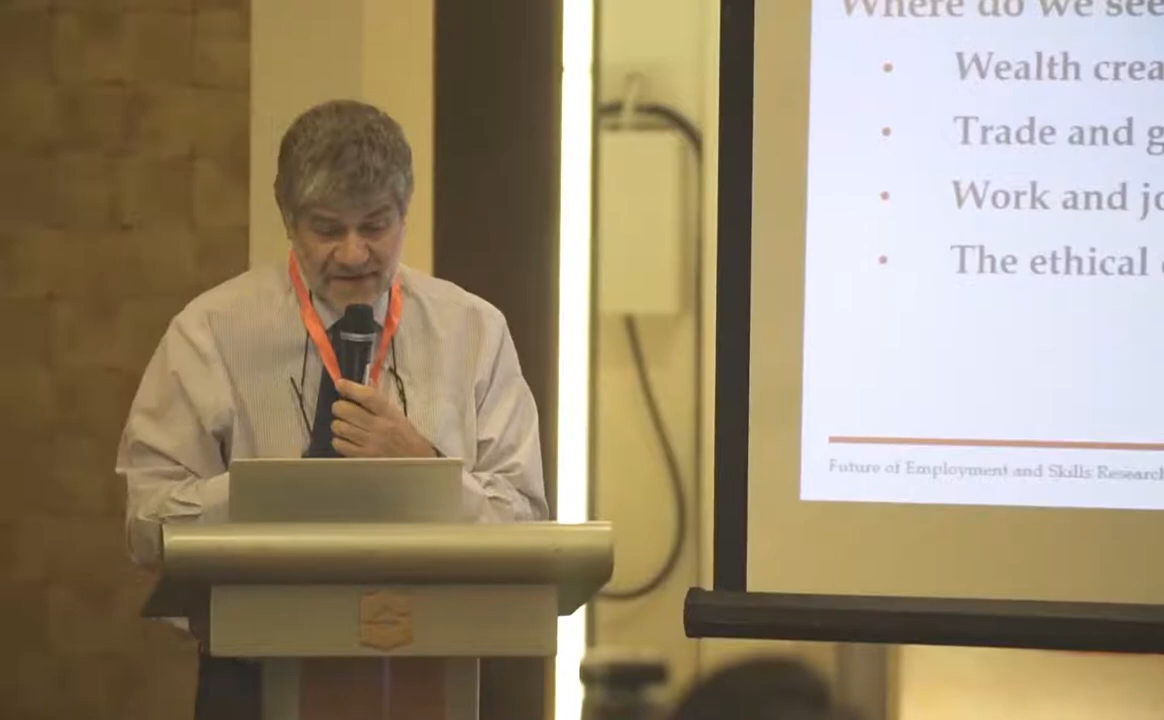 Where do we see
Wealth crea
Trade and g
Work and jo
The ethical
Future of Employment and Skills Research